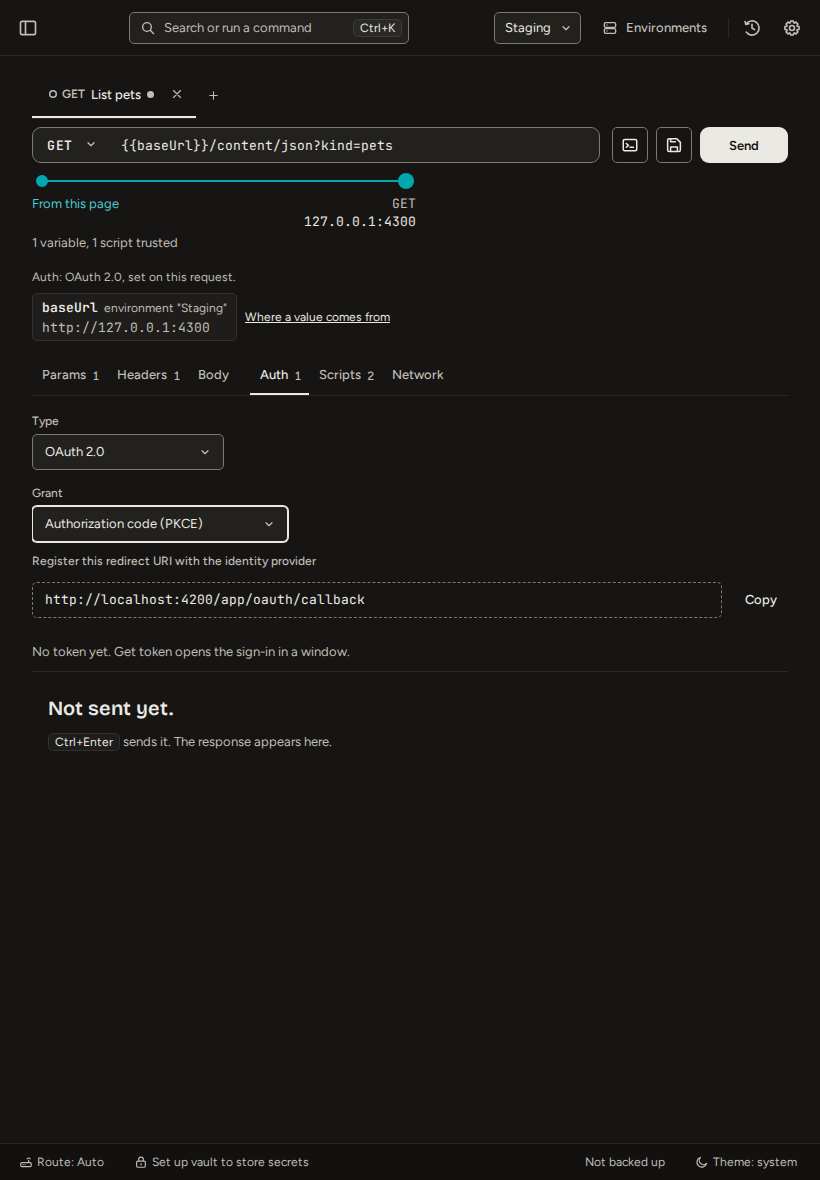 Search or run a command Ctrl+K Staging Environments
GET List pets
GET {{baseUrl}}/content/json?kind=pets Send
From this page GET
127.0.0.1:4300
1 variable, 1 script trusted
Auth: OAuth 2.0, set on this request.
baseUrl environment "Staging"
http://127.0.0.1:4300
Where a value comes from
Params 1 Headers 1 Body Auth 1 Scripts 2 Network
Type
OAuth 2.0
Grant
Authorization code (PKCE)
Register this redirect URI with the identity provider
http://localhost:4200/app/oauth/callback Copy
No token yet. Get token opens the sign-in in a window.
Not sent yet.
Ctrl+Enter sends it. The response appears here.
Route: Auto Set up vault to store secrets Not backed up Theme: system